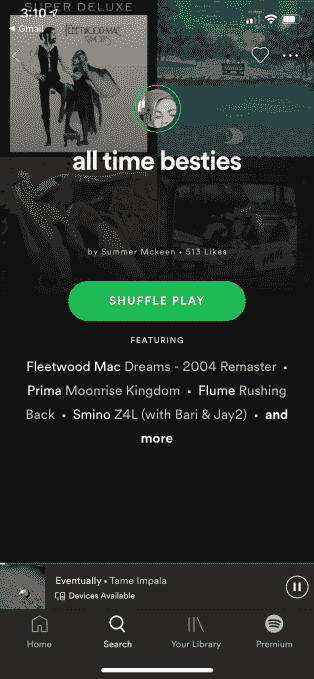 SUPER DELUXE
3:10
Gmail
FLEETWOOD MAC
RUMOURS
all time besties
by Summer Mckeen • 513 Likes
SHUFFLE PLAY
FEATURING
Fleetwood Mac Dreams - 2004 Remaster •
Prima Moonrise Kingdom • Flume Rushing
Back • Smino Z4L (with Bari & Jay2) • and
more
Eventually • Tame Impala
Devices Available
Home
Search
Your Library
Premium